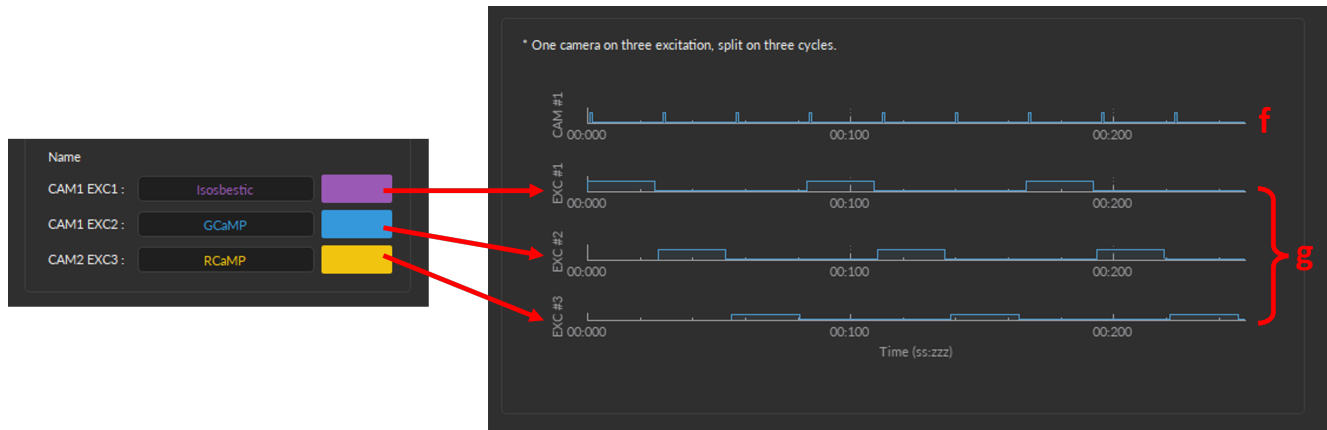 Name
CAM1 EXC1 :
Isosbestic
CAM1 EXC2 :
GCaMP
CAM2 EXC3 :
RCaMP
* One camera on three excitation, split on three cycles.
CAM #1
00:000 00:100 00:200
f
EXC #1
00:000 00:100 00:200
EXC #2
00:000 00:100 00:200
g
EXC #3
00:000 00:100 00:200
Time (ss:zzz)